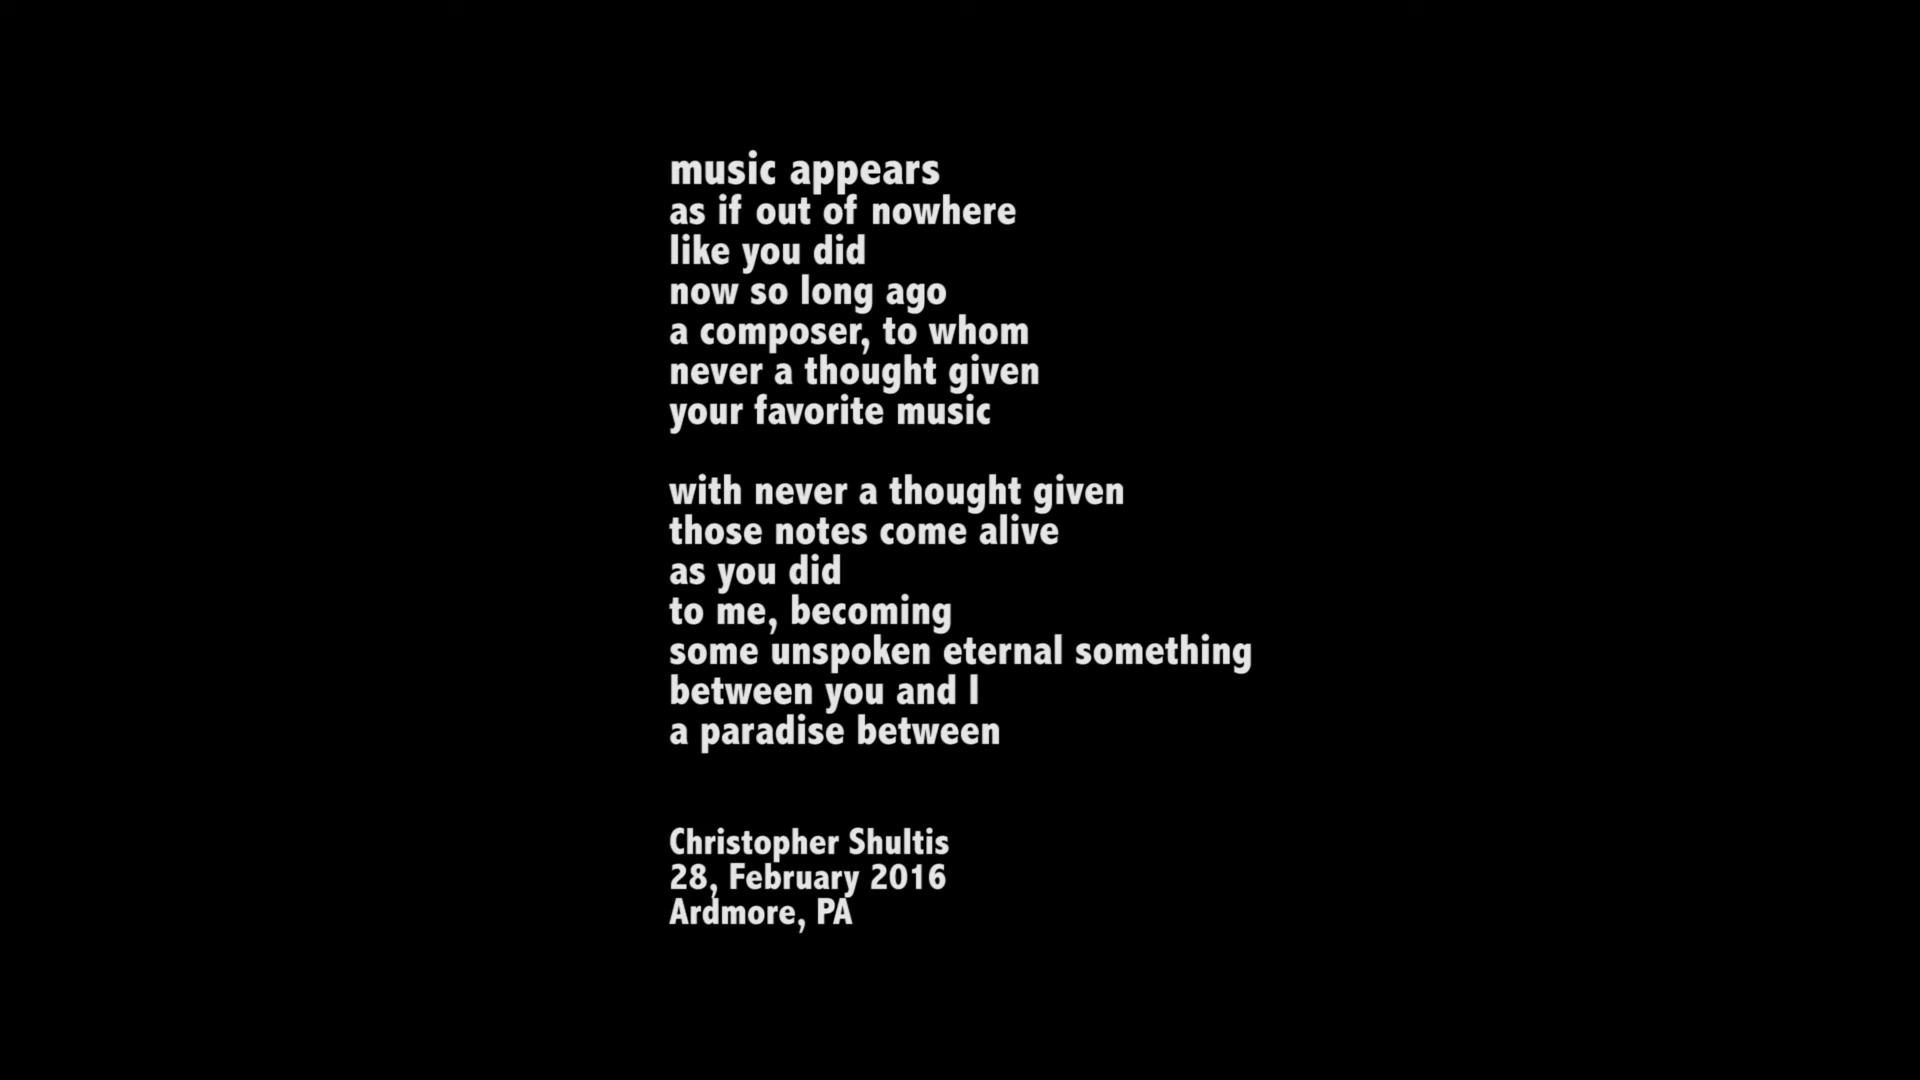 music appears
as if out of nowhere
like you did
now so long ago
a composer, to whom
never a thought given
your favorite music
with never a thought given
those notes come alive
as you did
to me, becoming
some unspoken eternal something
between you and I
a paradise between
Christopher Shultis
28, February 2016
Ardmore, PA